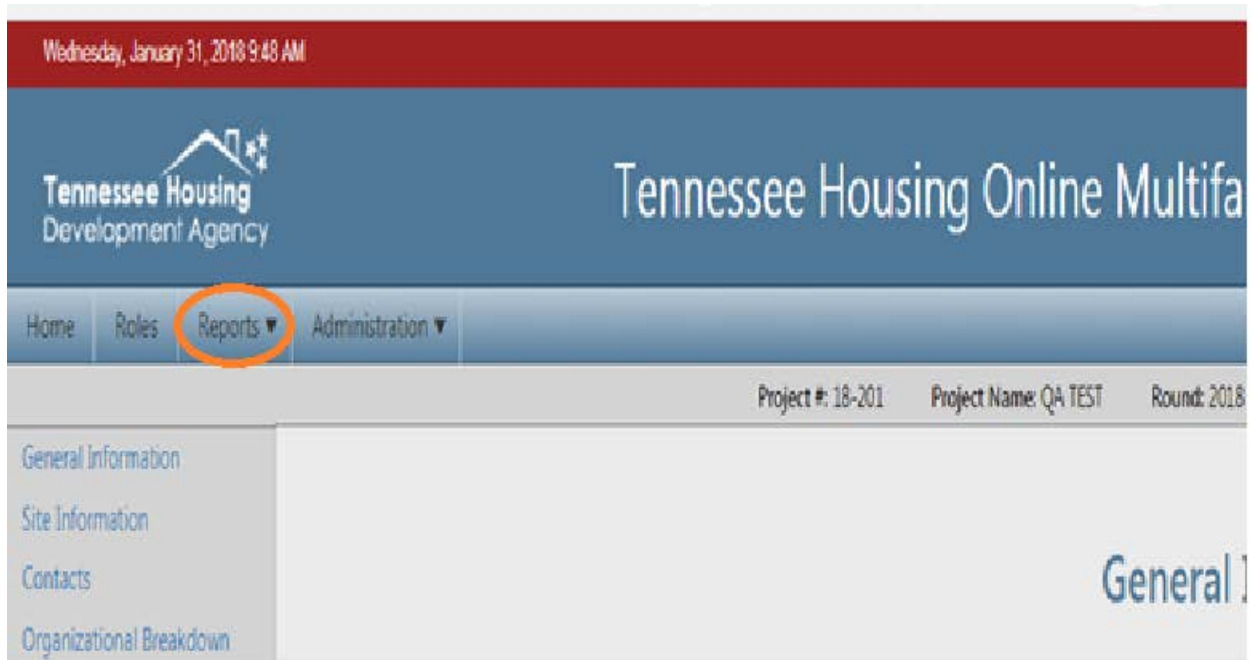 Wednesday, January 31, 2018 9:48 AM
Tennessee Housing
Development Agency
Tennessee Housing Online Multifa
Home Roles Reports ▼ Administration ▼
Project #: 18-201 Project Name: QA TEST Round: 2018
General Information
Site Information
Contacts
Organizational Breakdown
General I